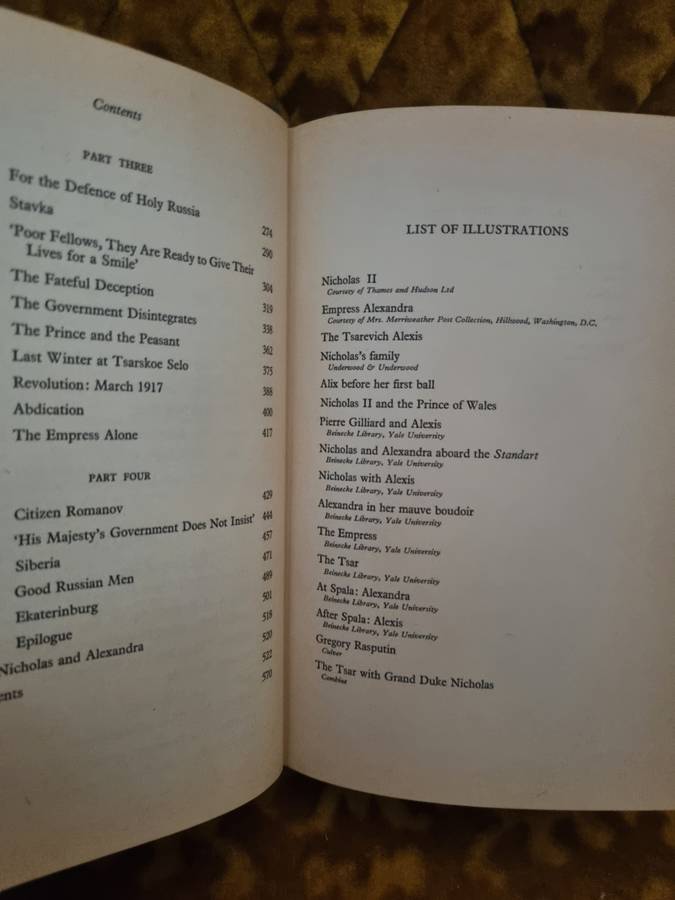 Contents
PART THREE
For the Defence of Holy Russia 274
Stavka 290
'Poor Fellows, They Are Ready to Give Their
Lives for a Smile' 304
The Fateful Deception 319
The Government Disintegrates 338
The Prince and the Peasant 362
Last Winter at Tsarskoe Selo 375
Revolution: March 1917 388
Abdication 400
The Empress Alone 417
PART FOUR
Citizen Romanov 429
'His Majesty's Government Does Not Insist' 444
Siberia 457
Good Russian Men 471
Ekaterinburg 489
Epilogue 501
Nicholas and Alexandra 518
ents 520
522
570
LIST OF ILLUSTRATIONS
Nicholas II
Courtesy of Thames and Hudson Ltd
Empress Alexandra
Courtesy of Mrs. Merriweather Post Collection, Hillwood, Washington, D.C.
The Tsarevich Alexis
Nicholas's family
Underwood & Underwood
Alix before her first ball
Nicholas II and the Prince of Wales
Pierre Gilliard and Alexis
Beinecke Library, Yale University
Nicholas and Alexandra aboard the Standart
Beinecke Library, Yale University
Nicholas with Alexis
Beinecke Library, Yale University
Alexandra in her mauve boudoir
Beinecke Library, Yale University
The Empress
Beinecke Library, Yale University
The Tsar
Beinecke Library, Yale University
At Spala: Alexandra
Beinecke Library, Yale University
After Spala: Alexis
Beinecke Library, Yale University
Gregory Rasputin
Culver
The Tsar with Grand Duke Nicholas
Combine